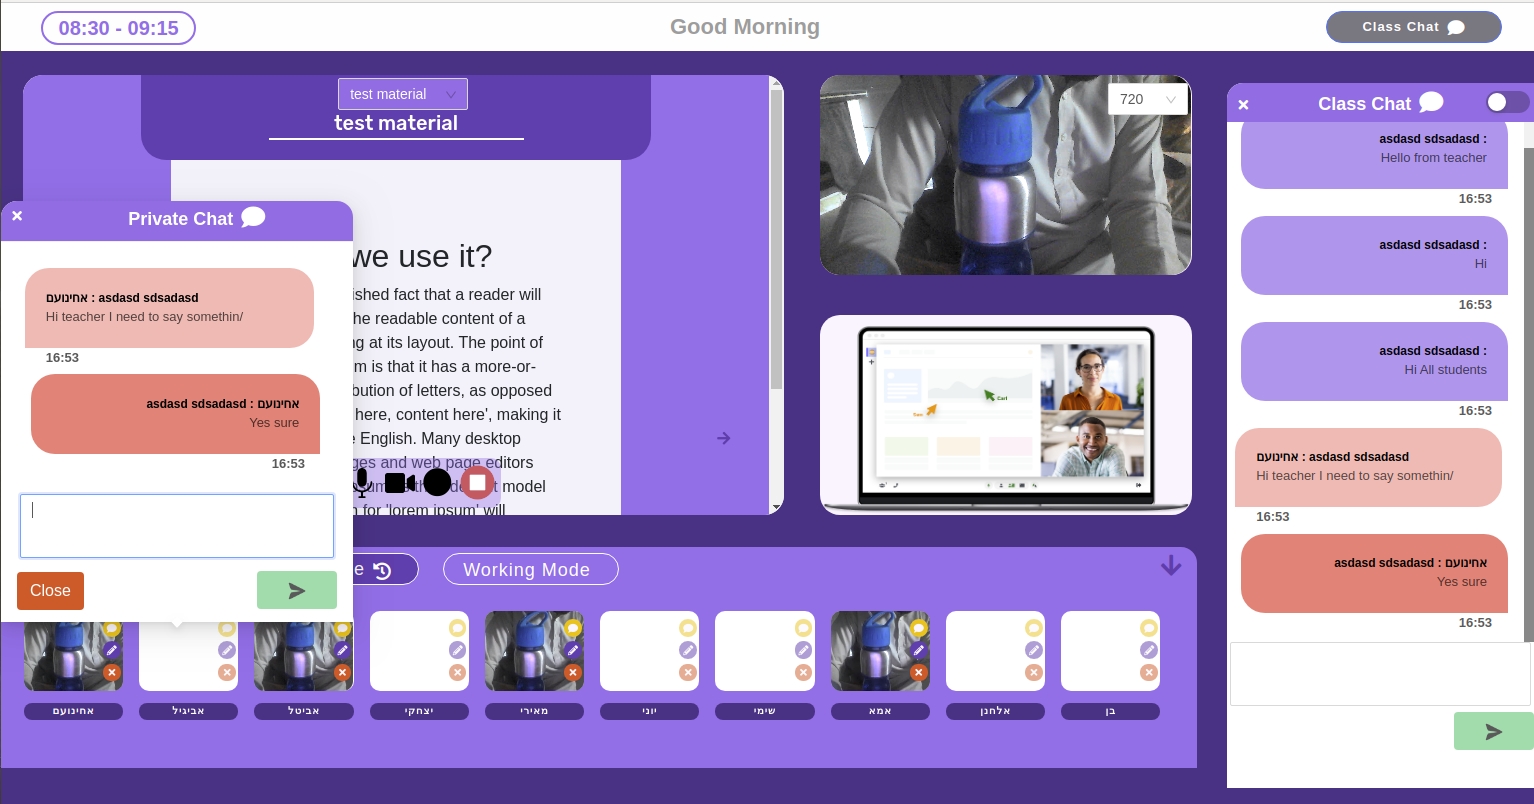 08:30 - 09:15
Good Morning
Class Chat
test material
test material
we use it?
ished fact that a reader will
he readable content of a
ng at its layout. The point of
m is that it has a more-or-
bution of letters, as opposed
here, content here', making it
e English. Many desktop
ges and web page editors
model
n for 'lorem ipsum' will
720
Tom
Carl
Private Chat
אחינועם : asdasd sdsadasd
Hi teacher I need to say somethin/
16:53
asdasd sdsadasd : אחינועם
Yes sure
16:53
Close
e
Working Mode
אחינועם
אביגיל
אביטל
יצחקי
מאירי
יוני
שימי
אמא
אלחנן
בן
Class Chat
asdasd sdsadasd :
Hello from teacher
16:53
asdasd sdsadasd :
Hi
16:53
asdasd sdsadasd :
Hi All students
16:53
אחינועם : asdasd sdsadasd
Hi teacher I need to say somethin/
16:53
asdasd sdsadasd : אחינועם
Yes sure
16:53